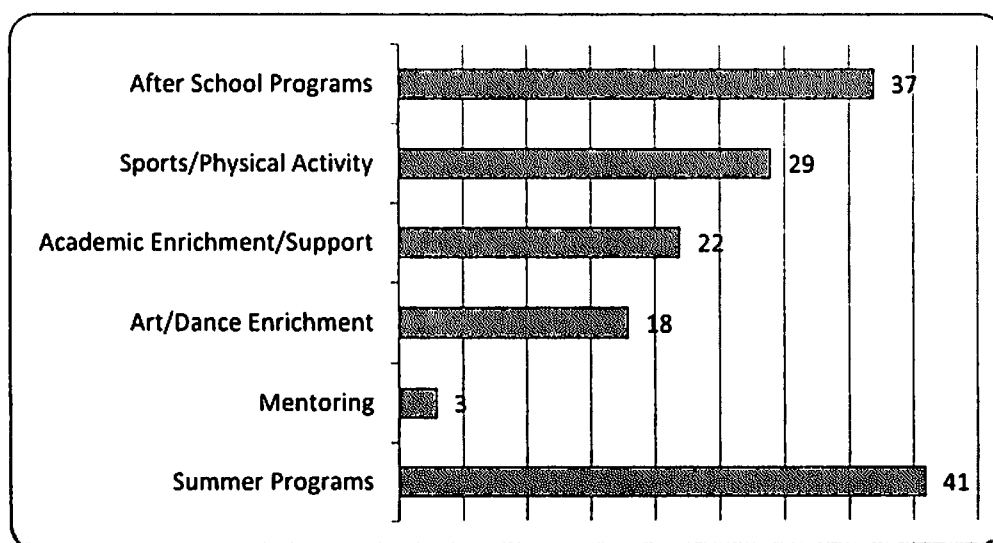 After School Programs 37
Sports/Physical Activity 29
Academic Enrichment/Support 22
Art/Dance Enrichment 18
Mentoring 3
Summer Programs 41